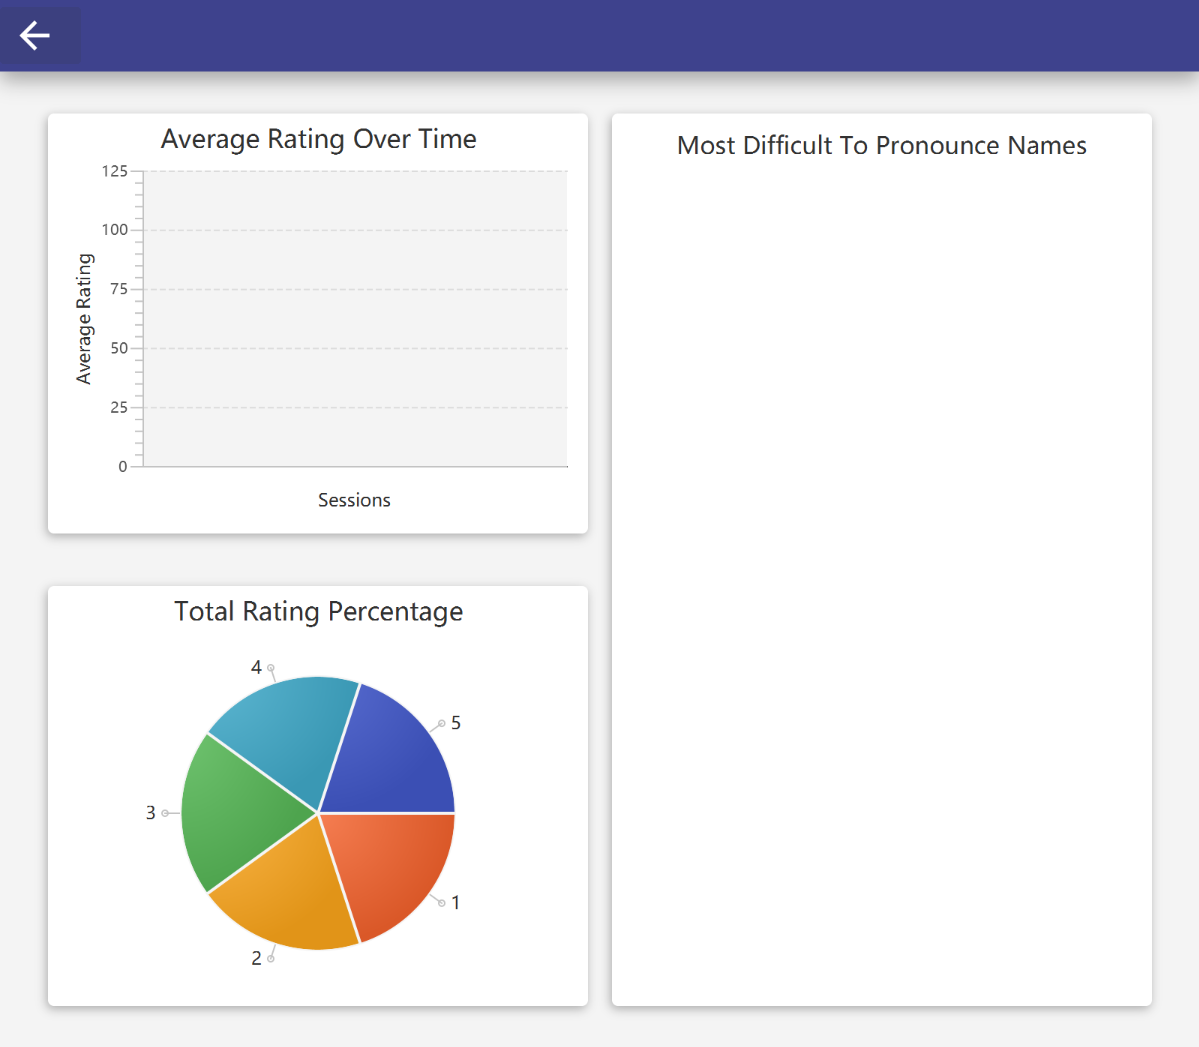 Average Rating Over Time
125
100
75
50
25
0
Average Rating
Sessions
Total Rating Percentage
4
5
3
1
2
Most Difficult To Pronounce Names